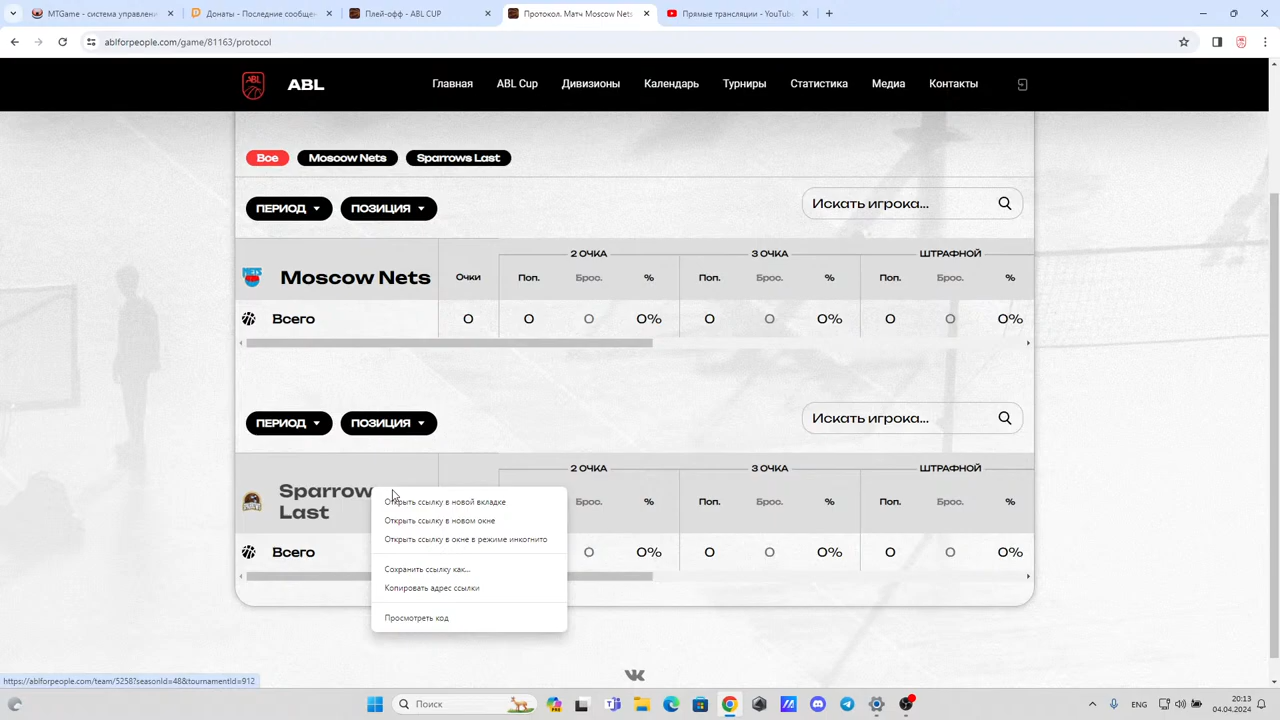 MTGame - система управлени
Донаты - Последние сообщен
Плей-офф - ABL CUP
Протокол. Матч Moscow Nets
Прямые трансляции - YouTube
ablforpeople.com/game/81163/protocol
ABL Главная ABL Cup Дивизионы Календарь Турниры Статистика Медиа Контакты
Все Moscow Nets Sparrows Last
ПЕРИОД ПОЗИЦИЯ Искать игрока...
2 ОЧКА 3 ОЧКА ШТРАФНОЙ
Moscow Nets Очки Поп. Брос. % Поп. Брос. % Поп. Брос. %
Всего 0 0 0 0% 0 0 0% 0 0 0%
ПЕРИОД ПОЗИЦИЯ Искать игрока...
2 ОЧКА 3 ОЧКА ШТРАФНОЙ
Sparrow
Last
Брос. % Поп. Брос. % Поп. Брос. %
Всего 0 0% 0 0 0% 0 0 0%
Открыть ссылку в новой вкладке
Открыть ссылку в новом окне
Открыть ссылку в окне в режиме инкогнито
Сохранить ссылку как...
Копировать адрес ссылки
Просмотреть код
https://ablforpeople.com/team/5258?seasonId=48&tournamentId=912
Поиск
ENG
20:13
04.04.2024